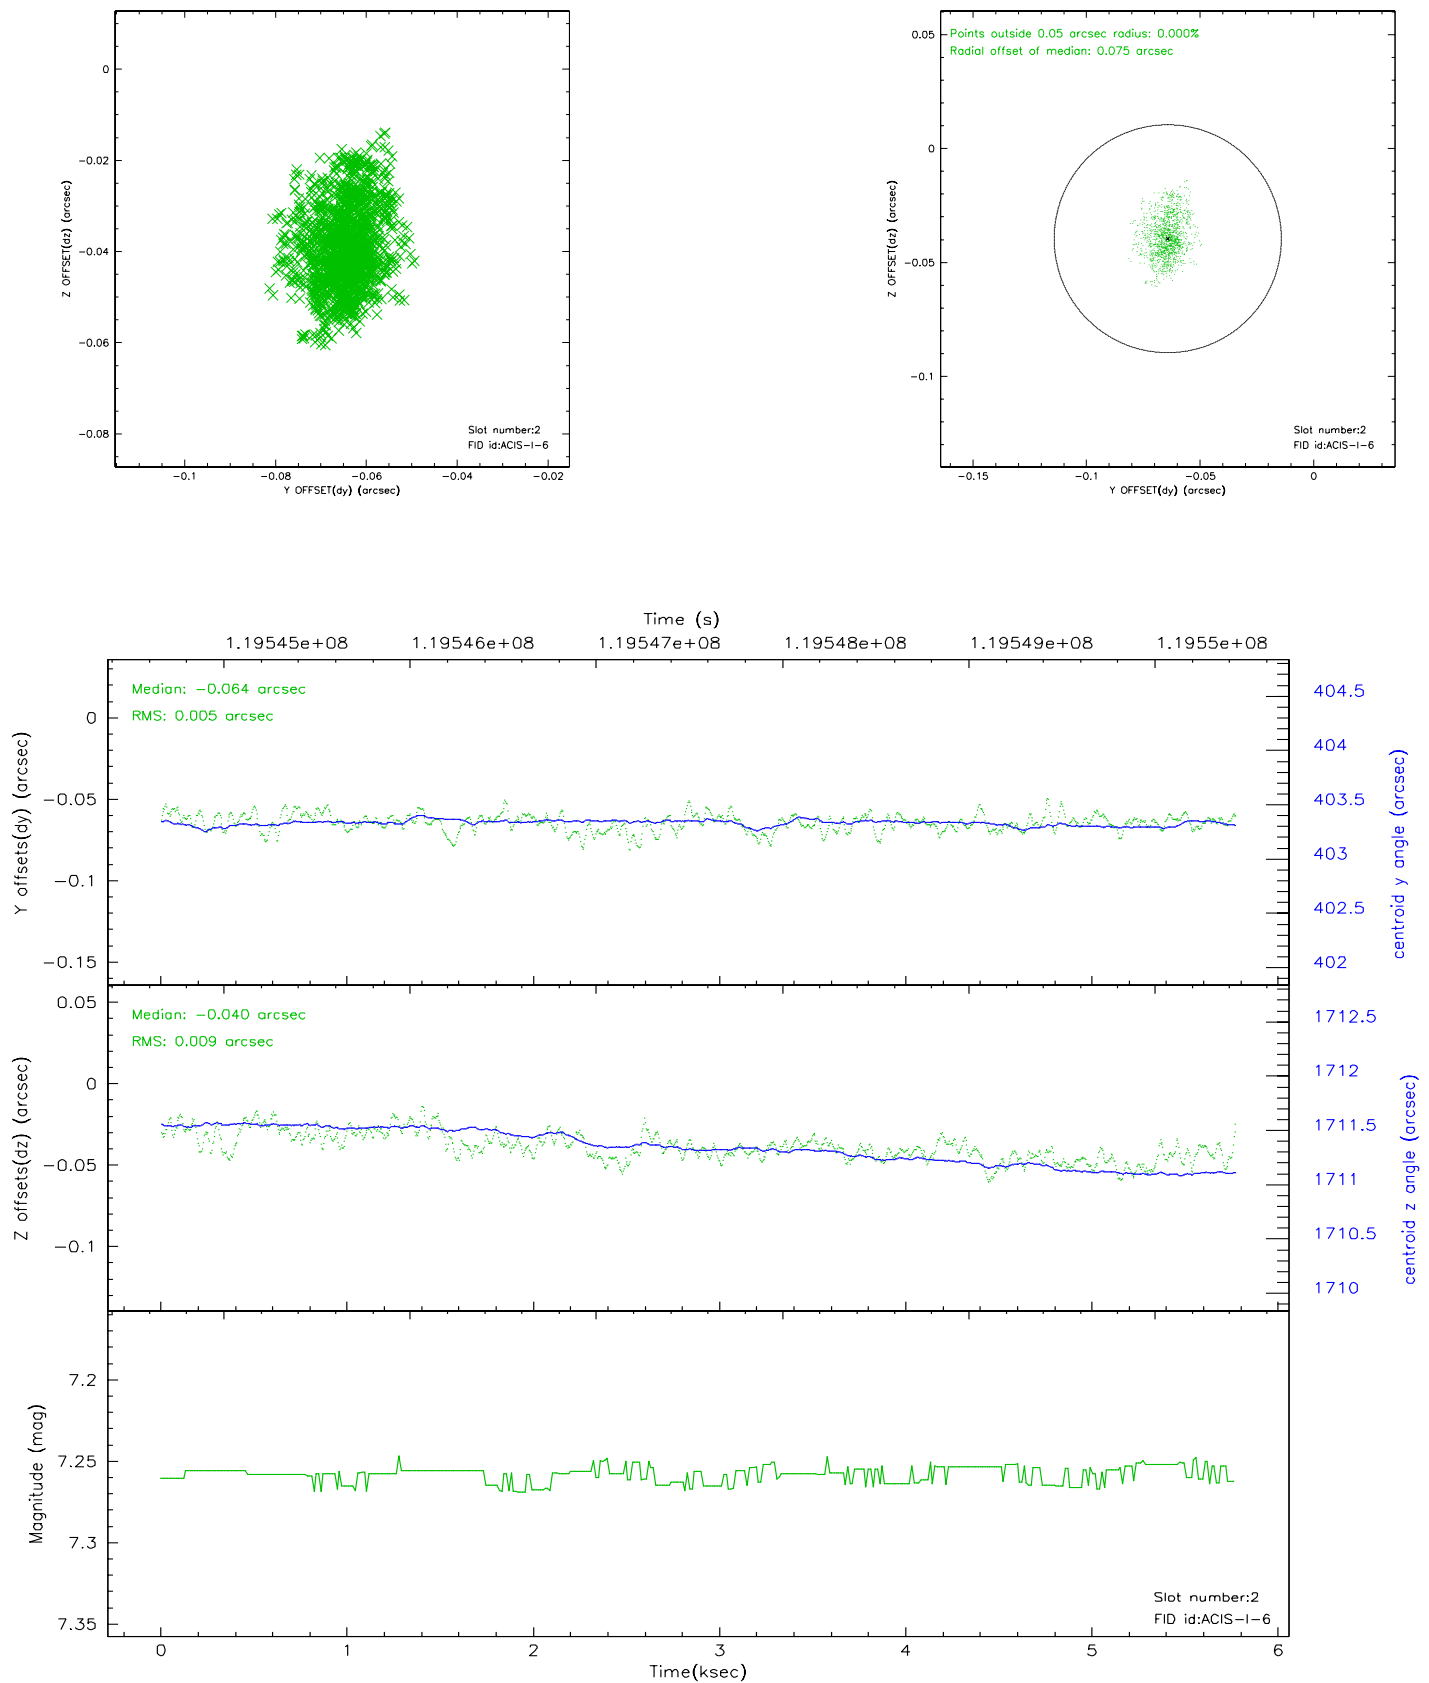 0
-0.02
-0.04
-0.06
-0.08
Z OFFSET(dz) (arcsec)
Slot number:2
FID id:ACIS-I-6
-0.1
-0.08
-0.06
-0.04
-0.02
Y OFFSET(dy) (arcsec)
Points outside 0.05 arcsec radius: 0.000%
Radial offset of median: 0.075 arcsec
0.05
0
-0.05
-0.1
Z OFFSET(dz) (arcsec)
Slot number:2
FID id:ACIS-I-6
-0.15
-0.1
-0.05
0
Y OFFSET(dy) (arcsec)
Time (s)
1.19545e+08
1.19546e+08
1.19547e+08
1.19548e+08
1.19549e+08
1.1955e+08
Median: -0.064 arcsec
RMS: 0.005 arcsec
0
-0.05
-0.1
-0.15
Y offsets(dy) (arcsec)
404.5
404
403.5
403
402.5
402
centroid y angle (arcsec)
Median: -0.040 arcsec
RMS: 0.009 arcsec
0.05
0
-0.05
-0.1
Z offsets(dz) (arcsec)
1712.5
1712
1711.5
1711
1710.5
1710
centroid z angle (arcsec)
7.2
7.25
7.3
7.35
Magnitude (mag)
Slot number:2
FID id:ACIS-I-6
0
1
2
3
4
5
6
Time(ksec)